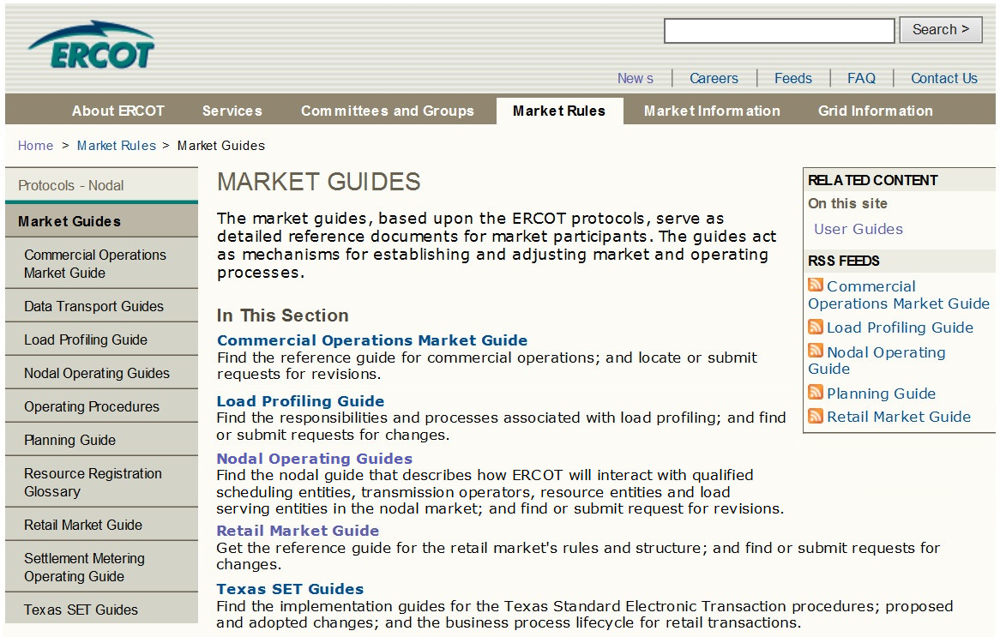 ERCOT
Search >
News
Careers
Feeds
FAQ
Contact Us
About ERCOT
Services
Committees and Groups
Market Rules
Market Information
Grid Information
Home > Market Rules > Market Guides
Protocols - Nodal
Market Guides
Commercial Operations
Market Guide
Data Transport Guides
Load Profiling Guide
Nodal Operating Guides
Operating Procedures
Planning Guide
Resource Registration
Glossary
Retail Market Guide
Settlement Metering
Operating Guide
Texas SET Guides
MARKET GUIDES
The market guides, based upon the ERCOT protocols, serve as
detailed reference documents for market participants. The guides act
as mechanisms for establishing and adjusting market and operating
processes.
In This Section
Commercial Operations Market Guide
Find the reference guide for commercial operations; and locate or submit
requests for revisions.
Load Profiling Guide
Find the responsibilities and processes associated with load profiling; and find
or submit requests for changes.
Nodal Operating Guides
Find the nodal guide that describes how ERCOT will interact with qualified
scheduling entities, transmission operators, resource entities and load
serving entities in the nodal market; and find or submit request for revisions.
Retail Market Guide
Get the reference guide for the retail market's rules and structure; and find or submit requests for
changes.
Texas SET Guides
Find the implementation guides for the Texas Standard Electronic Transaction procedures; proposed
and adopted changes; and the business process lifecycle for retail transactions.
RELATED CONTENT
On this site
User Guides
RSS FEEDS
Commercial
Operations Market Guide
Load Profiling Guide
Nodal Operating
Guide
Planning Guide
Retail Market Guide